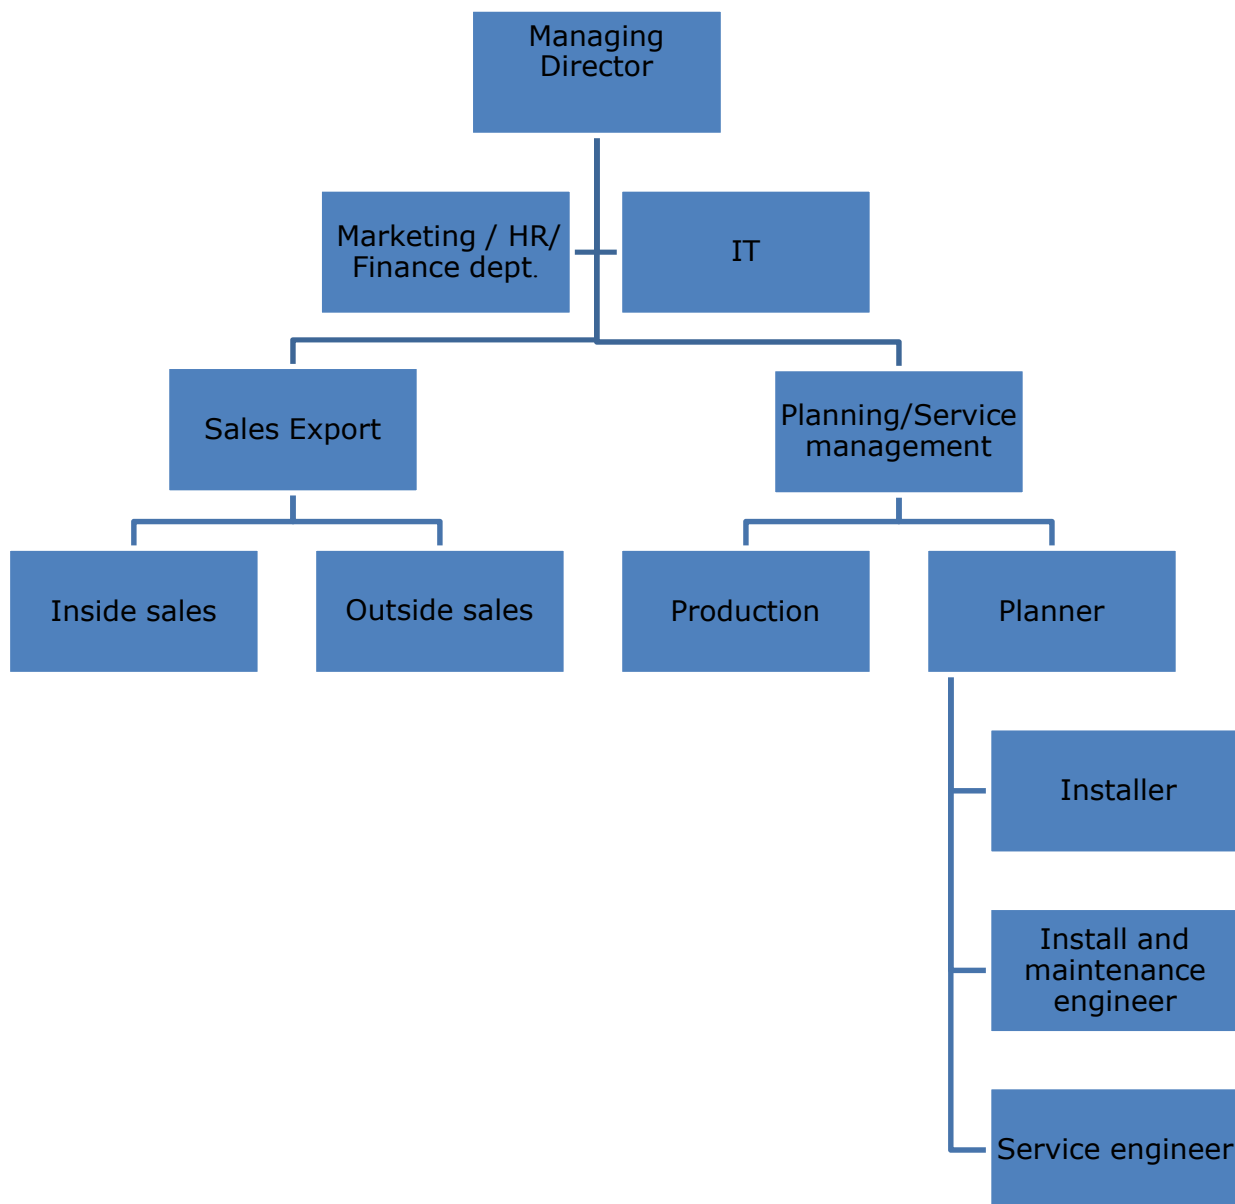 Managing
Director
Marketing / HR/
Finance dept.
IT
Sales Export
Planning/Service
management
Inside sales
Outside sales
Production
Planner
Installer
Install and
maintenance
engineer
Service engineer